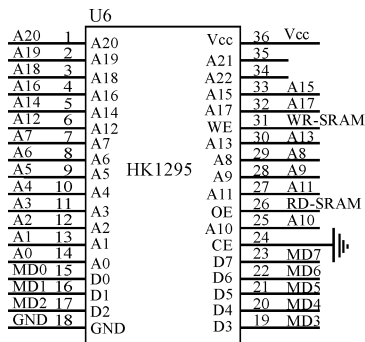 U6
A20 1 A20 Vcc 36 Vcc
A19 2 A19 A21 35
A18 3 A18 A22 34
A16 4 A16 A15 33 A15
A14 5 A14 A17 32 A17
A12 6 A12 WE 31 WR-SRAM
A7 7 A7 A13 30 A13
A6 8 A6 A8 29 A8
A5 9 A5 HK1295 A9 28 A9
A4 10 A4 A11 27 A11
A3 11 A3 OE 26 RD-SRAM
A2 12 A2 A10 25 A10
A1 13 A1 CE 24
A0 14 A0 D7 23 MD7
MD0 15 D0 D6 22 MD6
MD1 16 D1 D5 21 MD5
MD2 17 D2 D4 20 MD4
GND 18 GND D3 19 MD3